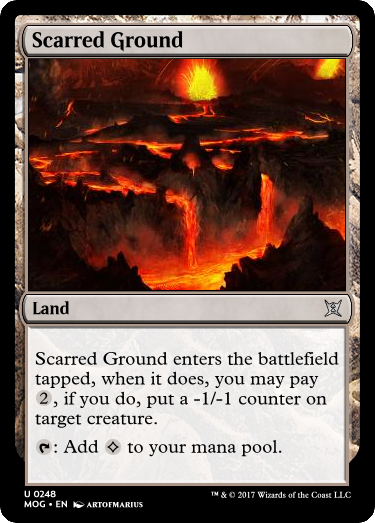 Scarred Ground
Land
Scarred Ground enters the battlefield
tapped, when it does, you may pay
2, if you do, put a -1/-1 counter on
target creature.
: Add to your mana pool.
U 0248
MOG • EN ARTOFMARIUS
™ & © 2017 Wizards of the Coast LLC